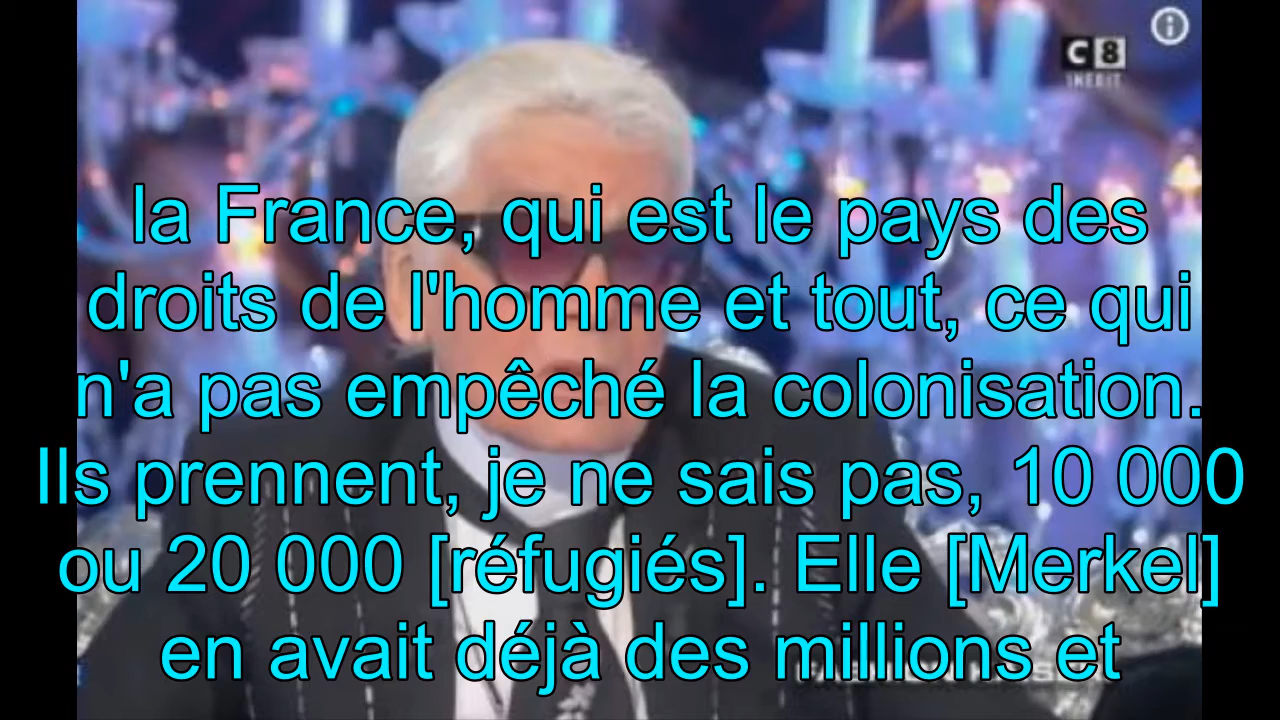 C8
INÉDIT
la France, qui est le pays des
droits de l'homme et tout, ce qui
n'a pas empêché la colonisation.
Ils prennent, je ne sais pas, 10 000
ou 20 000 [réfugiés]. Elle [Merkel]
en avait déjà des millions et